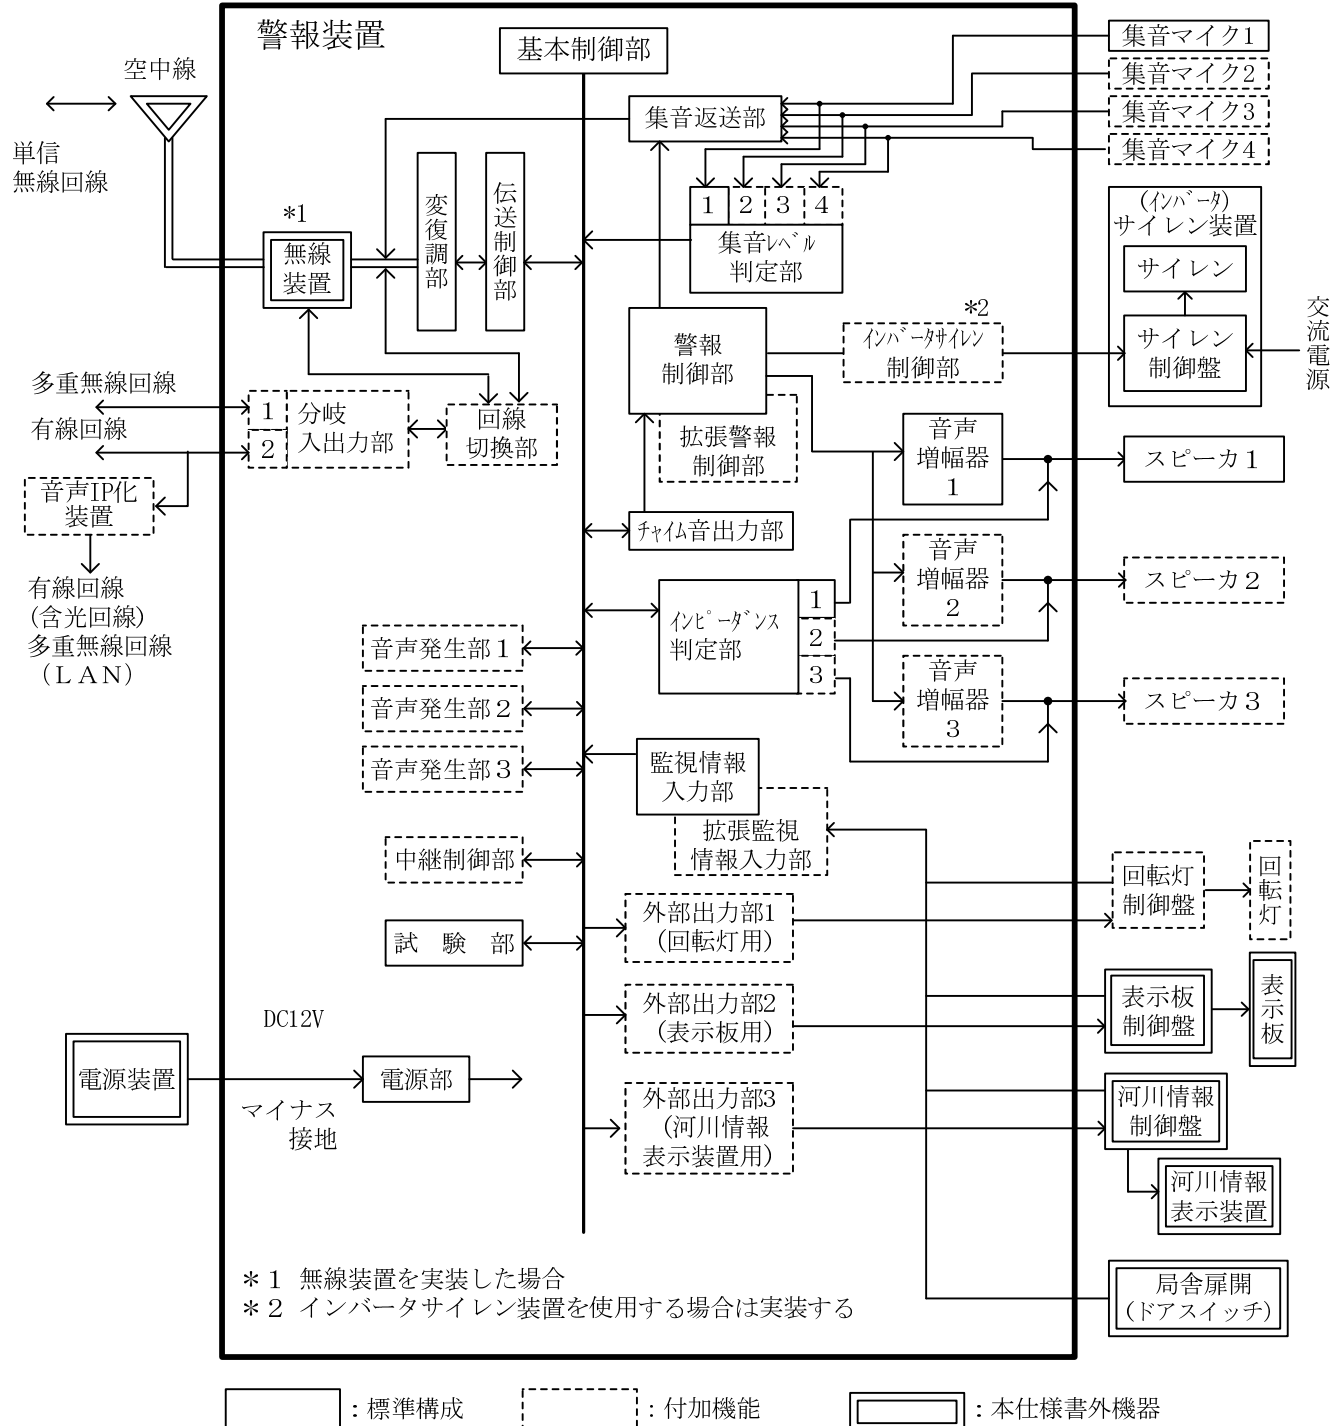 警報装置
基本制御部
空中線
単信
無線回線
集音返送部
集音マイク1
集音マイク2
集音マイク3
集音マイク4
変復調部
伝送制御部
1
2
3
4
集音ﾚﾍﾞﾙ
判定部
*1
無線
装置
(ｲﾝﾊﾞｰﾀ)
サイレン装置
サイレン
サイレン
制御盤
交流電源
警報
制御部
*2
ｲﾝﾊﾞｰﾀｻｲﾚﾝ
制御部
拡張警報
制御部
多重無線回線
有線回線
1
2
分岐
入出力部
回線
切換部
音声IP化
装置
有線回線
(含光回線)
多重無線回線
(ＬＡＮ)
音声
増幅器
1
スピーカ1
ﾁｬｲﾑ音出力部
音声
増幅器
2
スピーカ2
ｲﾝﾋﾟｰﾀﾞﾝｽ
判定部
1
2
3
音声
増幅器
3
スピーカ3
音声発生部1
音声発生部2
音声発生部3
監視情報
入力部
拡張監視
情報入力部
中継制御部
外部出力部1
(回転灯用)
回転灯
制御盤
回転灯
試　験　部
外部出力部2
(表示板用)
表示板
制御盤
表示板
DC12V
電源装置
電源部
マイナス
接地
外部出力部3
(河川情報
表示装置用)
河川情報
制御盤
河川情報
表示装置
局舎扉開
(ドアスイッチ)
＊1　無線装置を実装した場合
＊2　インバータサイレン装置を使用する場合は実装する
：標準構成
：付加機能
：本仕様書外機器